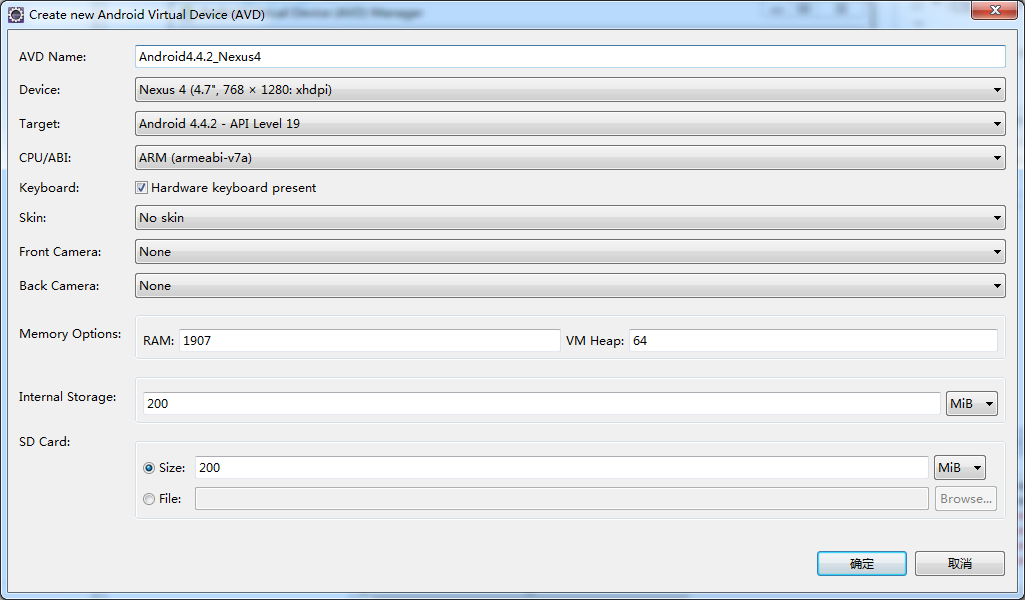 Create new Android Virtual Device (AVD)
AVD Name: Android4.4.2_Nexus4
Device: Nexus 4 (4.7", 768 × 1280: xhdpi)
Target: Android 4.4.2 - API Level 19
CPU/ABI: ARM (armeabi-v7a)
Keyboard: Hardware keyboard present
Skin: No skin
Front Camera: None
Back Camera: None
Memory Options: RAM: 1907 VM Heap: 64
Internal Storage: 200 MiB
SD Card:
Size: 200 MiB
File: Browse...
确定 取消